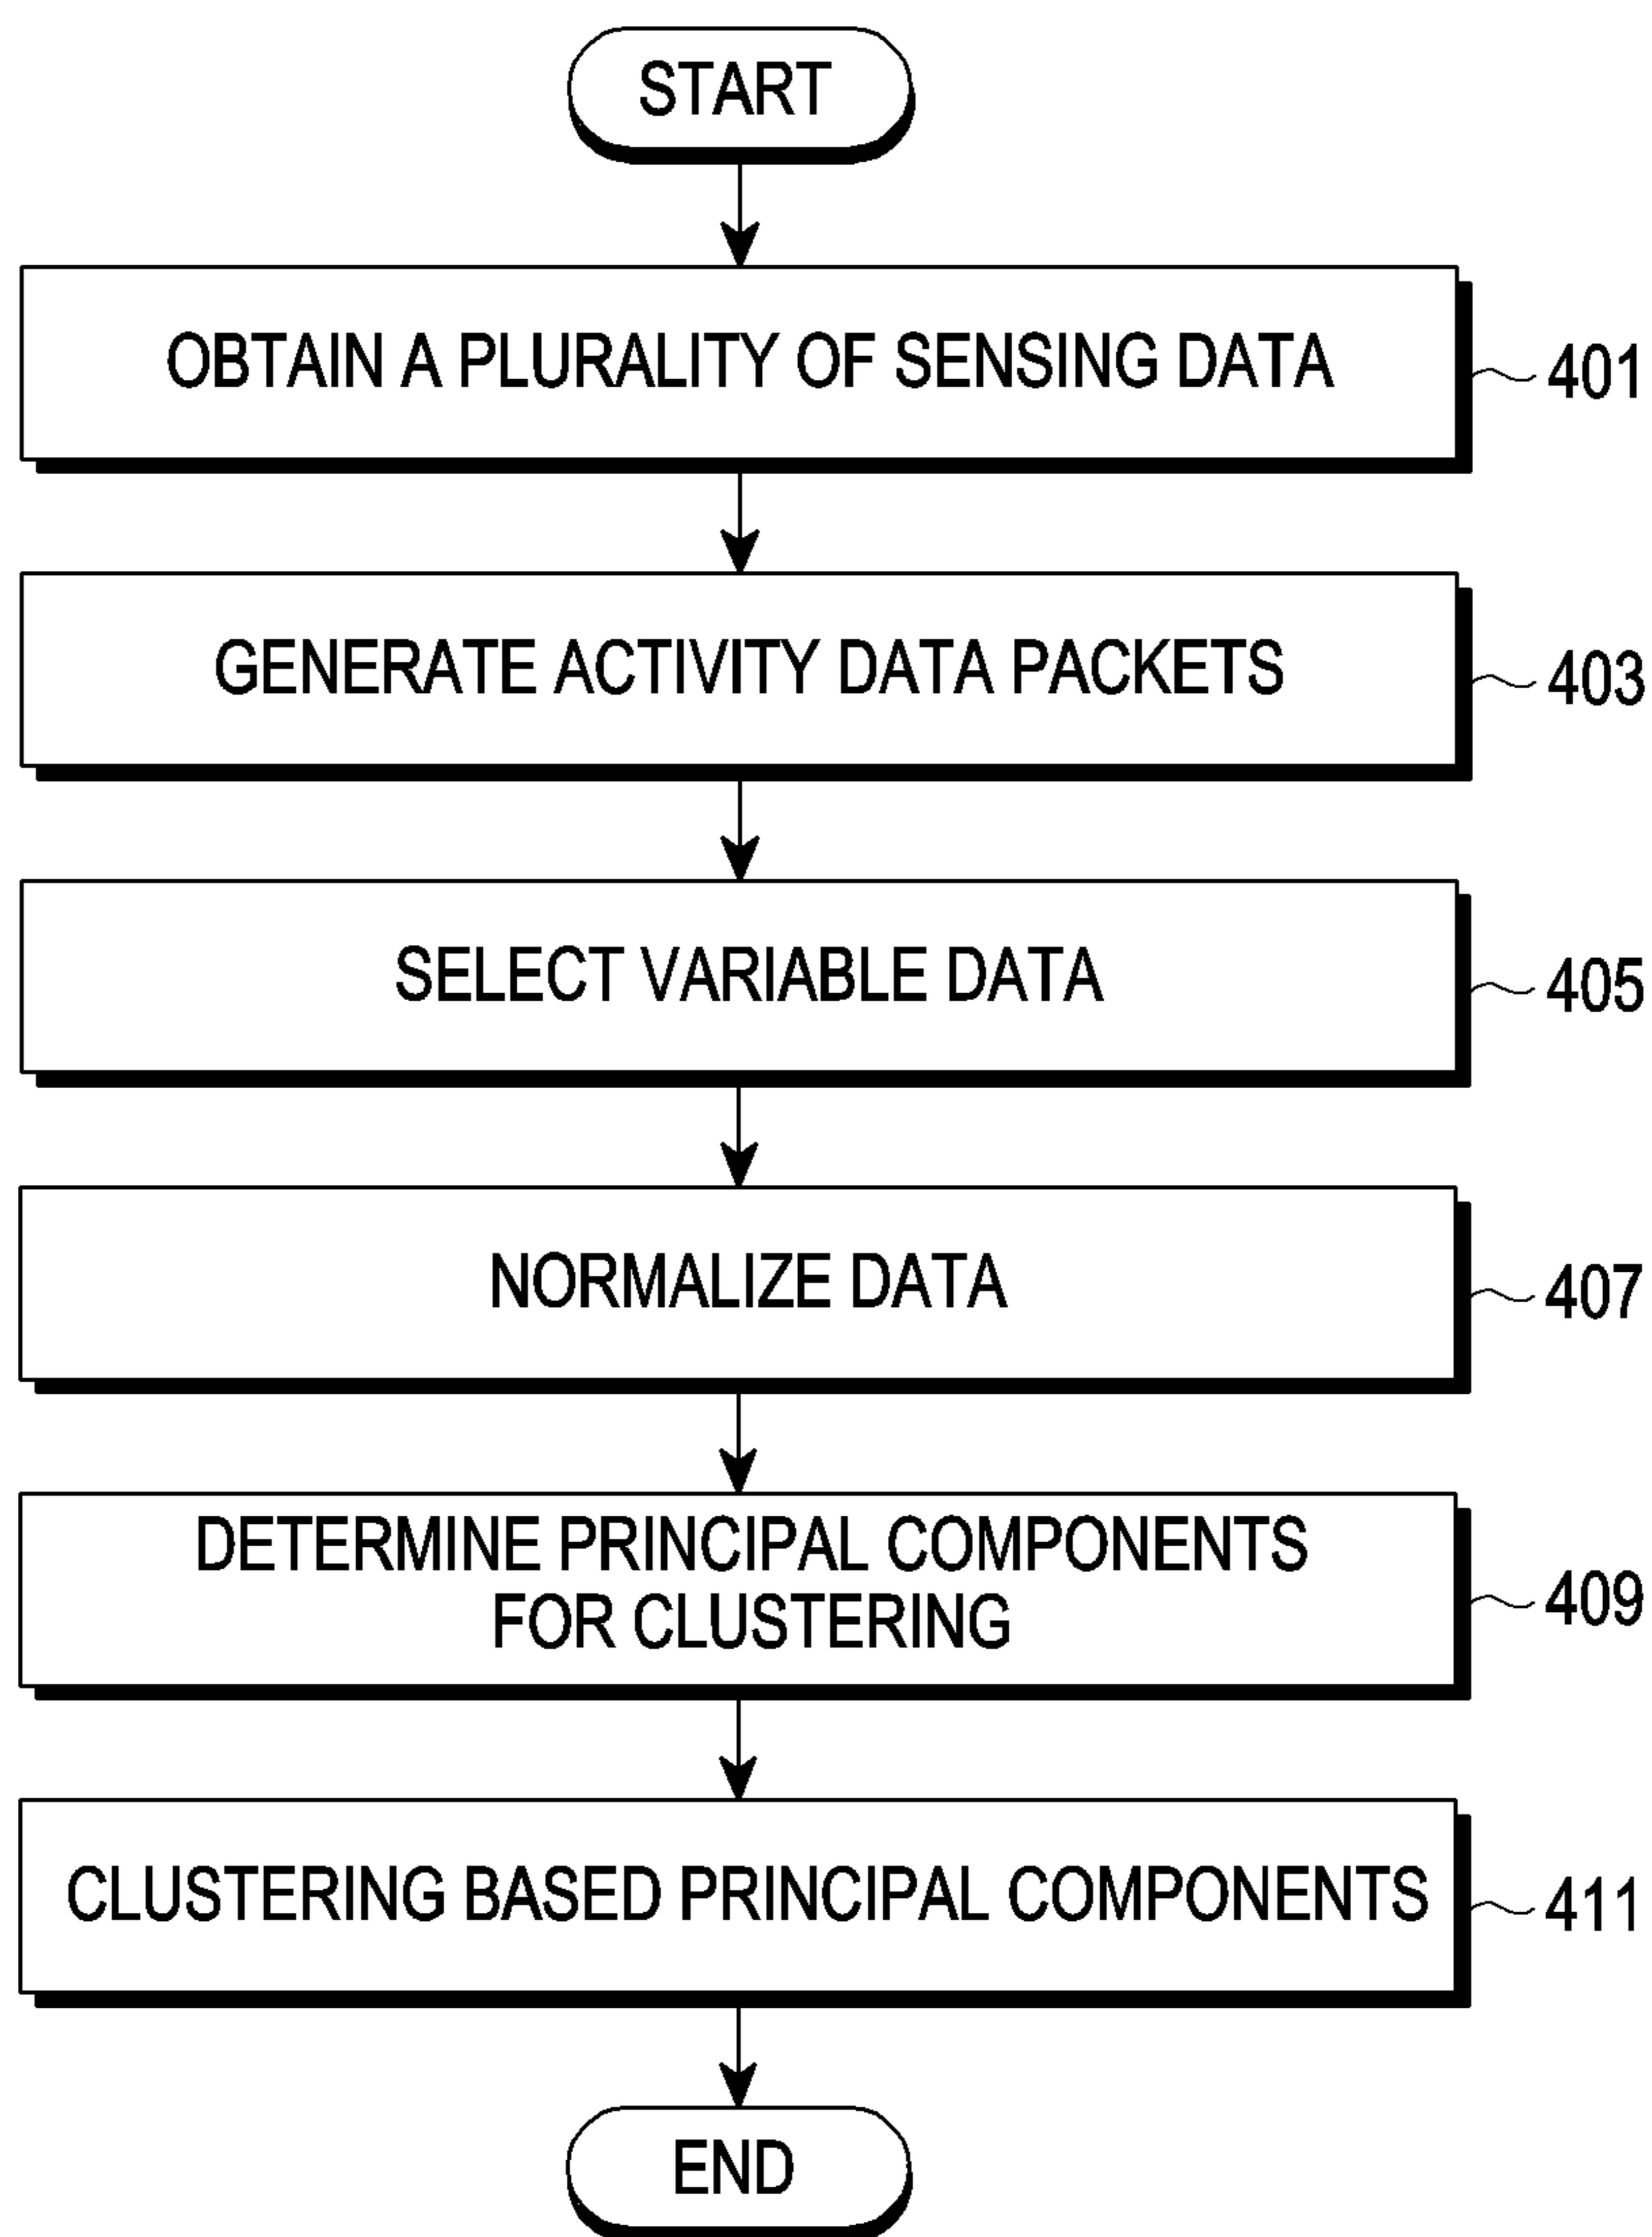 START
OBTAIN A PLURALITY OF SENSING DATA
401
GENERATE ACTIVITY DATA PACKETS
403
SELECT VARIABLE DATA
405
NORMALIZE DATA
407
DETERMINE PRINCIPAL COMPONENTS
FOR CLUSTERING
409
CLUSTERING BASED PRINCIPAL COMPONENTS
411
END